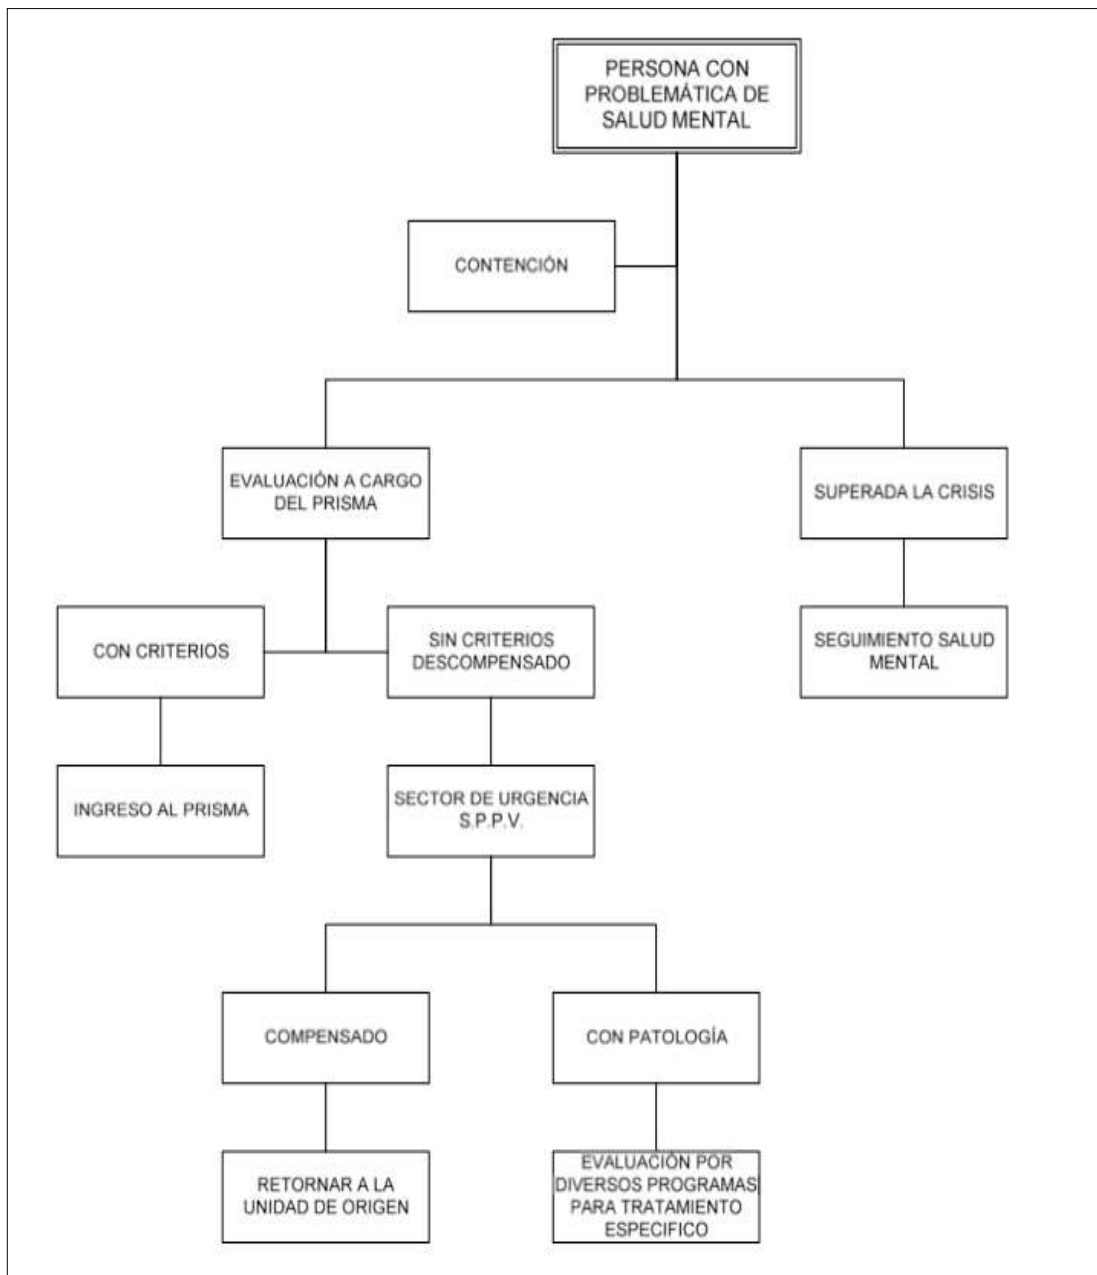 PERSONA CON
PROBLEMÁTICA DE
SALUD MENTAL
CONTENCIÓN
EVALUACIÓN A CARGO
DEL PRISMA
SUPERADA LA CRISIS
CON CRITERIOS
SIN CRITERIOS
DESCOMPENSADO
SEGUIMIENTO SALUD
MENTAL
INGRESO AL PRISMA
SECTOR DE URGENCIA
S.P.P.V.
COMPENSADO
CON PATOLOGÍA
RETORNAR A LA
UNIDAD DE ORIGEN
EVALUACIÓN POR
DIVERSOS PROGRAMAS
PARA TRATAMIENTO
ESPECIFICO